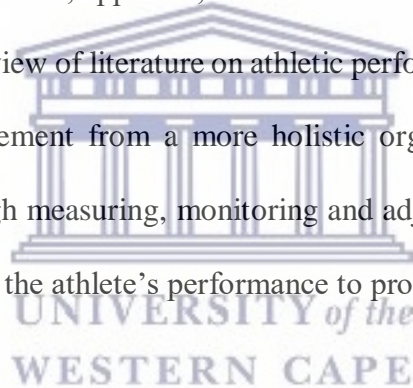 view of literature on athletic perfo
ement from a more holistic org
gh measuring, monitoring and adj
the athlete's performance to pro
UNIVERSITY of the
WESTERN CAPE